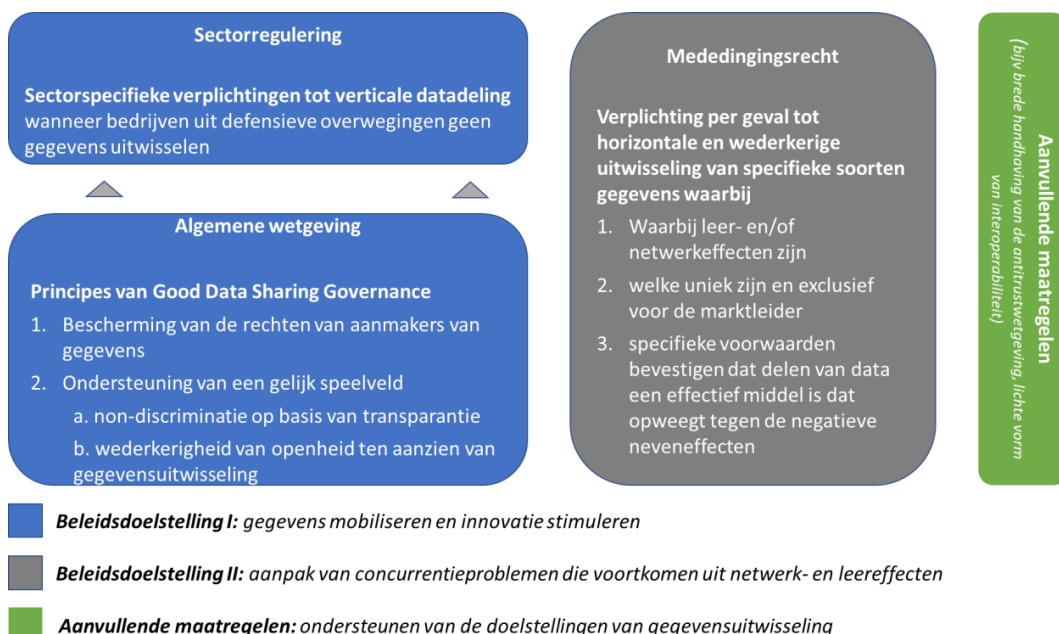 Sectorregulering
Sectorspecifieke verplichtingen tot verticale datadeling
wanneer bedrijven uit defensieve overwegingen geen
gegevens uitwisselen
Algemene wetgeving
Principes van Good Data Sharing Governance
1. Bescherming van de rechten van aanmakers van
gegevens
2. Ondersteuning van een gelijk speelveld
a. non-discriminatie op basis van transparantie
b. wederkerigheid van openheid ten aanzien van
gegevensuitwisseling
Mededingingsrecht
Verplichting per geval tot
horizontale en wederkerige
uitwisseling van specifieke soorten
gegevens waarbij
1. Waarbij leer- en/of
netwerkeffecten zijn
2. welke uniek zijn en exclusief
voor de marktleider
3. specifieke voorwaarden
bevestigen dat delen van data
een effectief middel is dat
opweegt tegen de negatieve
neveneffecten
Aanvullende maatregelen
(bijv brede handhaving van de antitrustwetgeving, lichte vorm
van interoperabiliteit)
Beleidsdoelstelling I: gegevens mobiliseren en innovatie stimuleren
Beleidsdoelstelling II: aanpak van concurrentieproblemen die voortkomen uit netwerk- en leereffecten
Aanvullende maatregelen: ondersteunen van de doelstellingen van gegevensuitwisseling